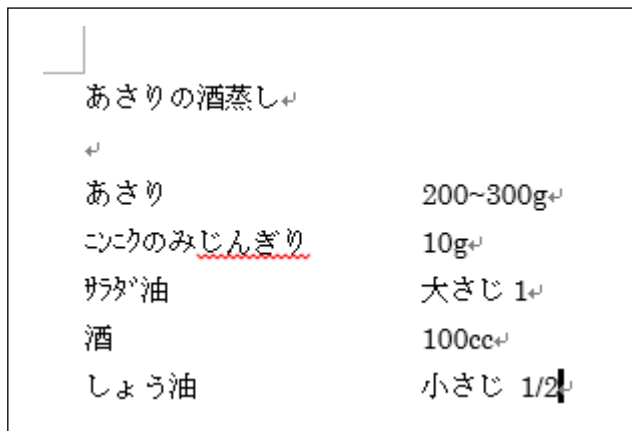 あさりの酒蒸し
あさり 200~300g
ﾆﾝﾆｸのみじんぎり 10g
ｻﾗﾀﾞ油 大さじ 1
酒 100cc
しょう油 小さじ 1/2